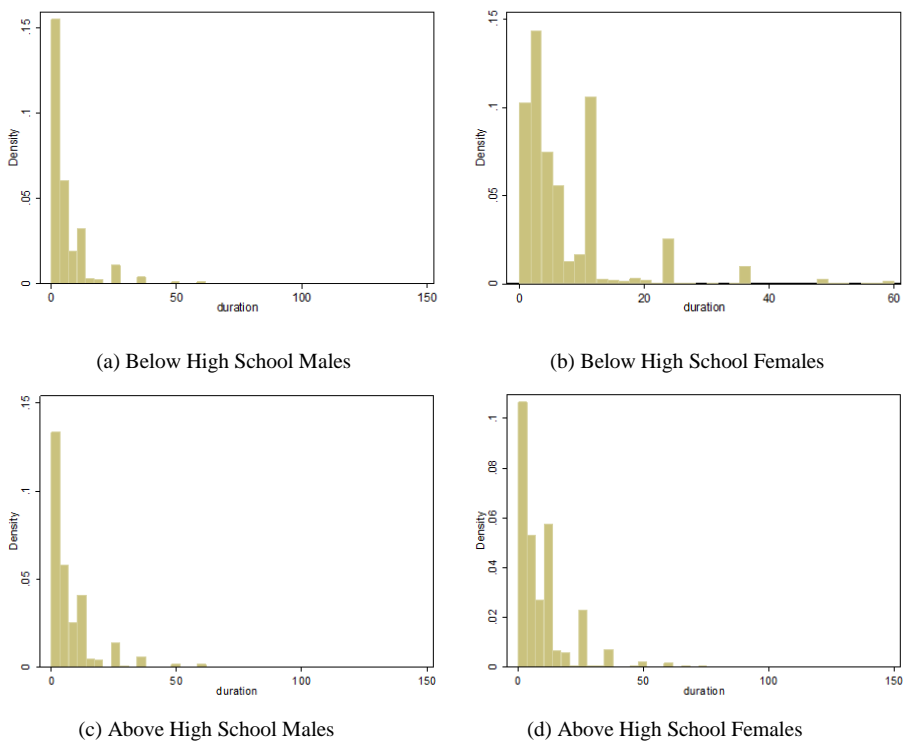 Density
0 .05 .1 .15
0 50 100 150
duration
(a) Below High School Males
Density
0 .05 .1 .15
0 20 40 60
duration
(b) Below High School Females
Density
0 .05 .1 .15
0 50 100 150
duration
(c) Above High School Males
Density
0 .02 .04 .06 .08 .1
0 50 100 150
duration
(d) Above High School Females